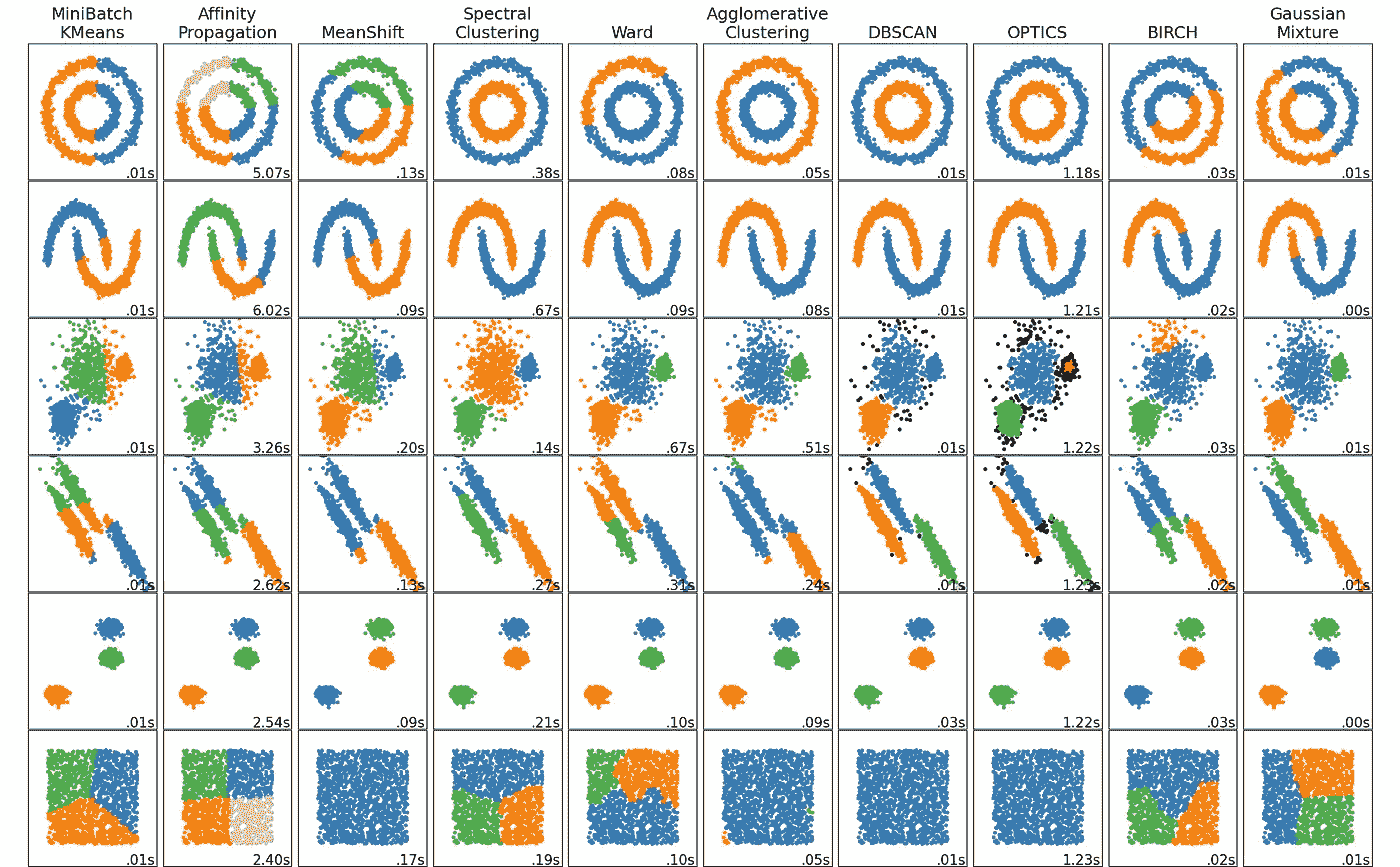 MiniBatch
KMeans
Affinity
Propagation
MeanShift
Spectral
Clustering
Ward
Agglomerative
Clustering
DBSCAN
OPTICS
BIRCH
Gaussian
Mixture
.01s
5.07s
.13s
.38s
.08s
.05s
.01s
1.18s
.03s
.01s
.01s
6.02s
.09s
.67s
.09s
.08s
.01s
1.21s
.02s
.00s
.01s
3.26s
.20s
.14s
.67s
.51s
.01s
1.22s
.03s
.01s
.01s
2.62s
.13s
.27s
.31s
.24s
.01s
1.23s
.02s
.01s
.01s
2.54s
.09s
.21s
.10s
.09s
.03s
1.22s
.03s
.00s
.01s
2.40s
.17s
.19s
.10s
.05s
.01s
1.23s
.02s
.01s